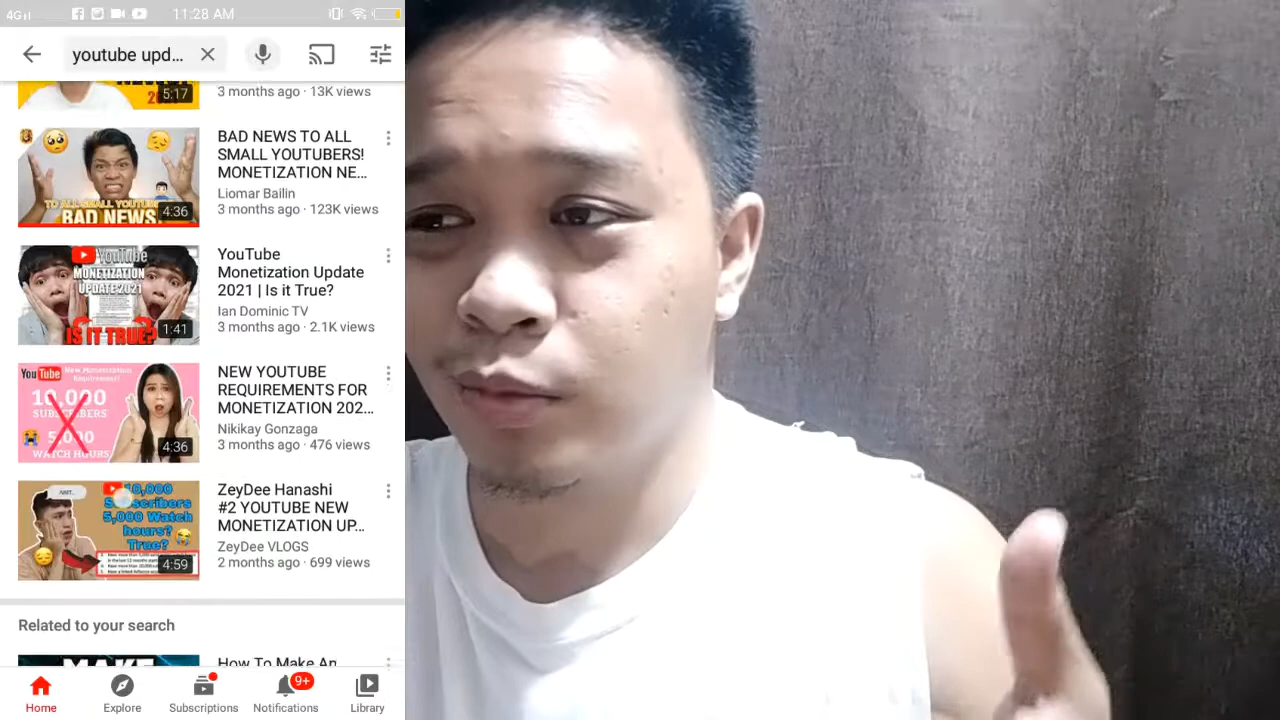 4G
11:28 AM
youtube upd...
5:17
3 months ago · 13K views
TO ALL SMALL YOUTUB
BAD NEWS
4:36
BAD NEWS TO ALL
SMALL YOUTUBERS!
MONETIZATION NE...
Liomar Bailin
3 months ago · 123K views
YouTube
MONETIZATION
UPDATE 2021
IS IT TRUE?
1:41
YouTube
Monetization Update
2021 | Is it True?
Ian Dominic TV
3 months ago · 2.1K views
YouTube New Monetization
Requirements?
10,000
SUBSCRIBERS
5,000
WATCH HOURS
4:36
NEW YOUTUBE
REQUIREMENTS FOR
MONETIZATION 202...
Nikikay Gonzaga
3 months ago · 476 views
10,000
Subscribers
5,000 Watch
hours?
True?
4:59
ZeyDee Hanashi
#2 YOUTUBE NEW
MONETIZATION UP...
ZeyDee VLOGS
2 months ago · 699 views
Related to your search
MAKE
How To Make An
Home
Explore
Subscriptions
9+
Notifications
Library